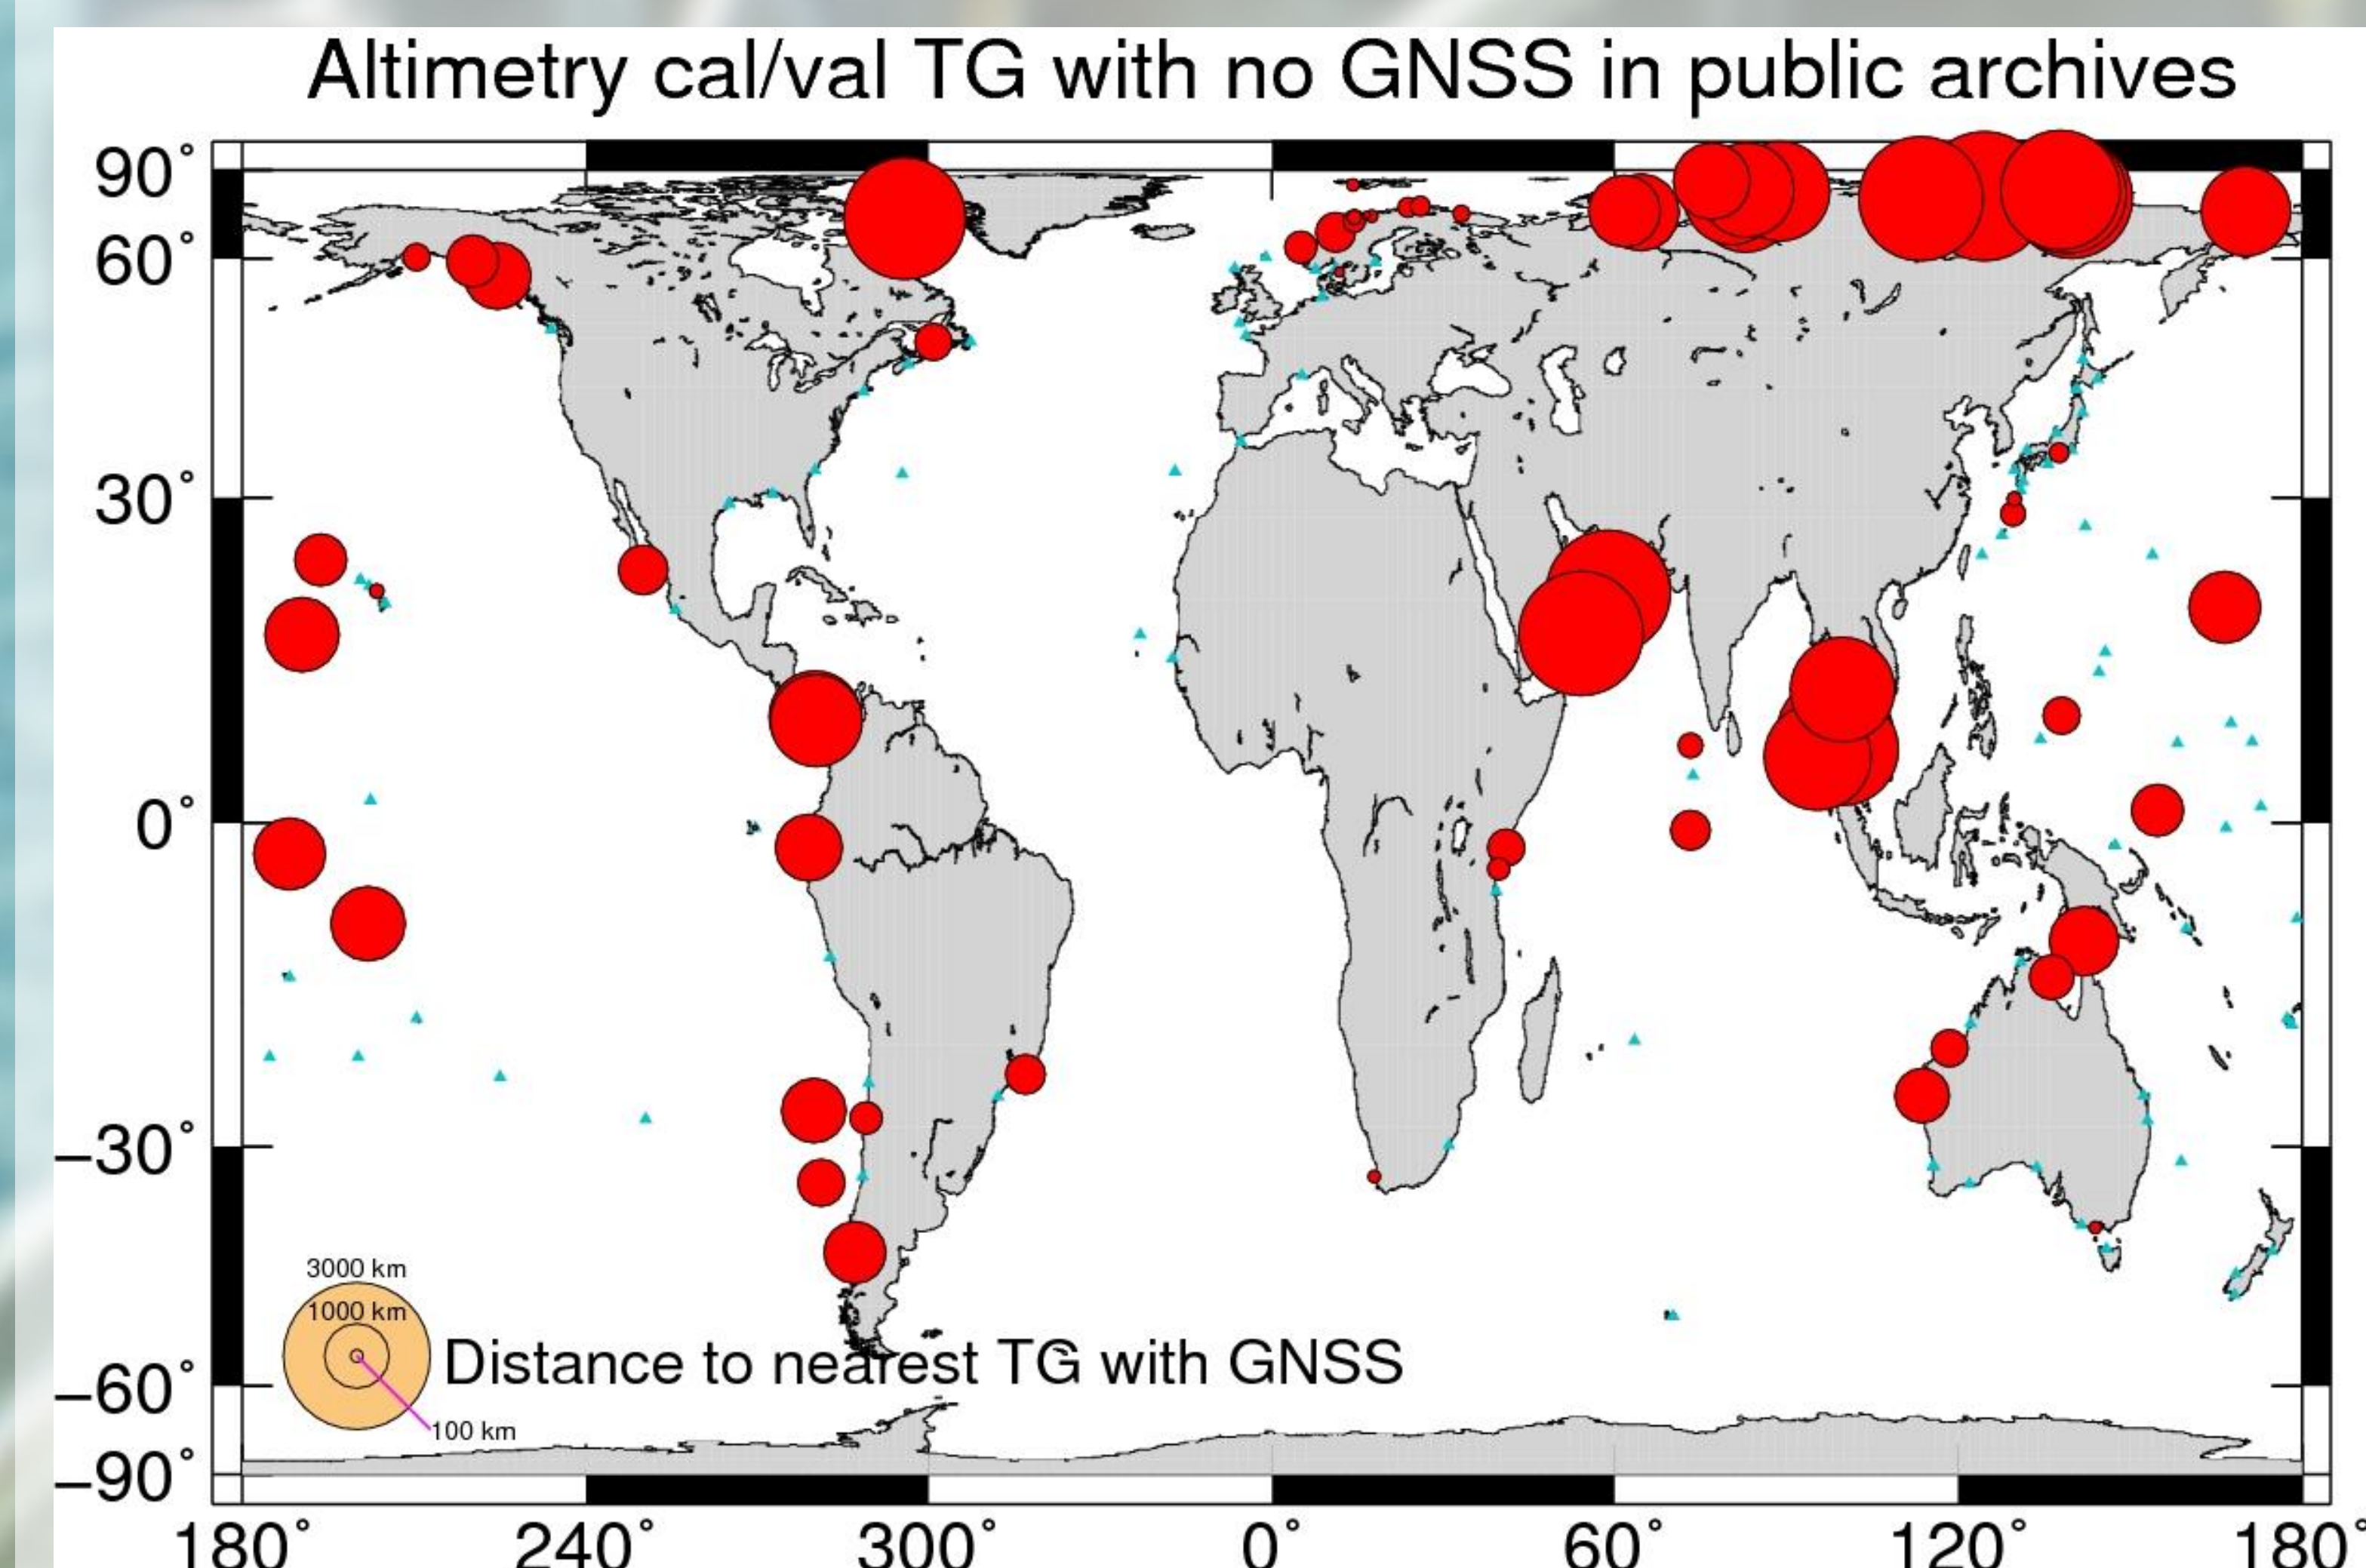 Altimetry cal/val TG with no GNSS in public archives
90°
60°
30°
0°
−30°
−60°
−90°
3000 km
1000 km
Distance to nearest TG with GNSS
100 km
180° 240° 300° 0° 60° 120° 180°